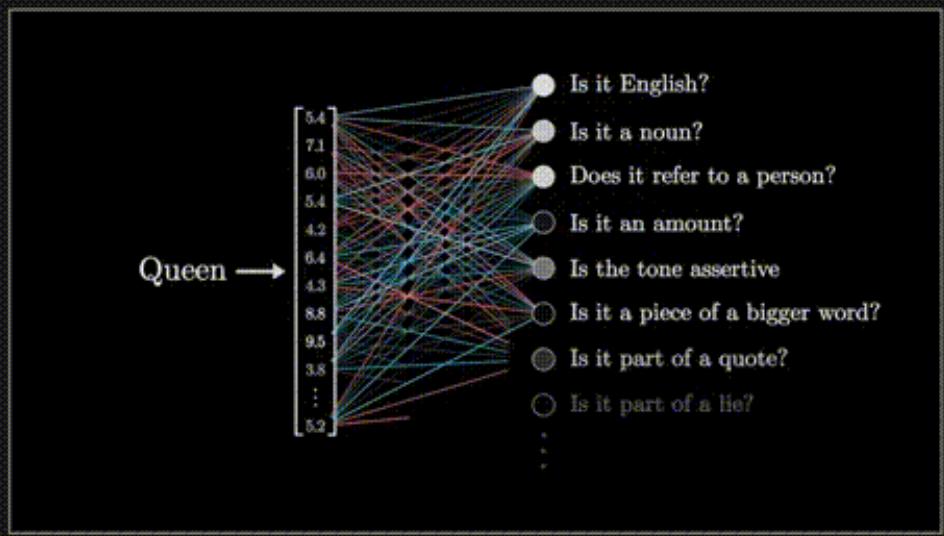 Queen
5.4
7.1
6.0
5.4
4.2
6.4
4.3
8.8
9.5
3.8
⋮
5.2
Is it English?
Is it a noun?
Does it refer to a person?
Is it an amount?
Is the tone assertive
Is it a piece of a bigger word?
Is it part of a quote?
Is it part of a lie?